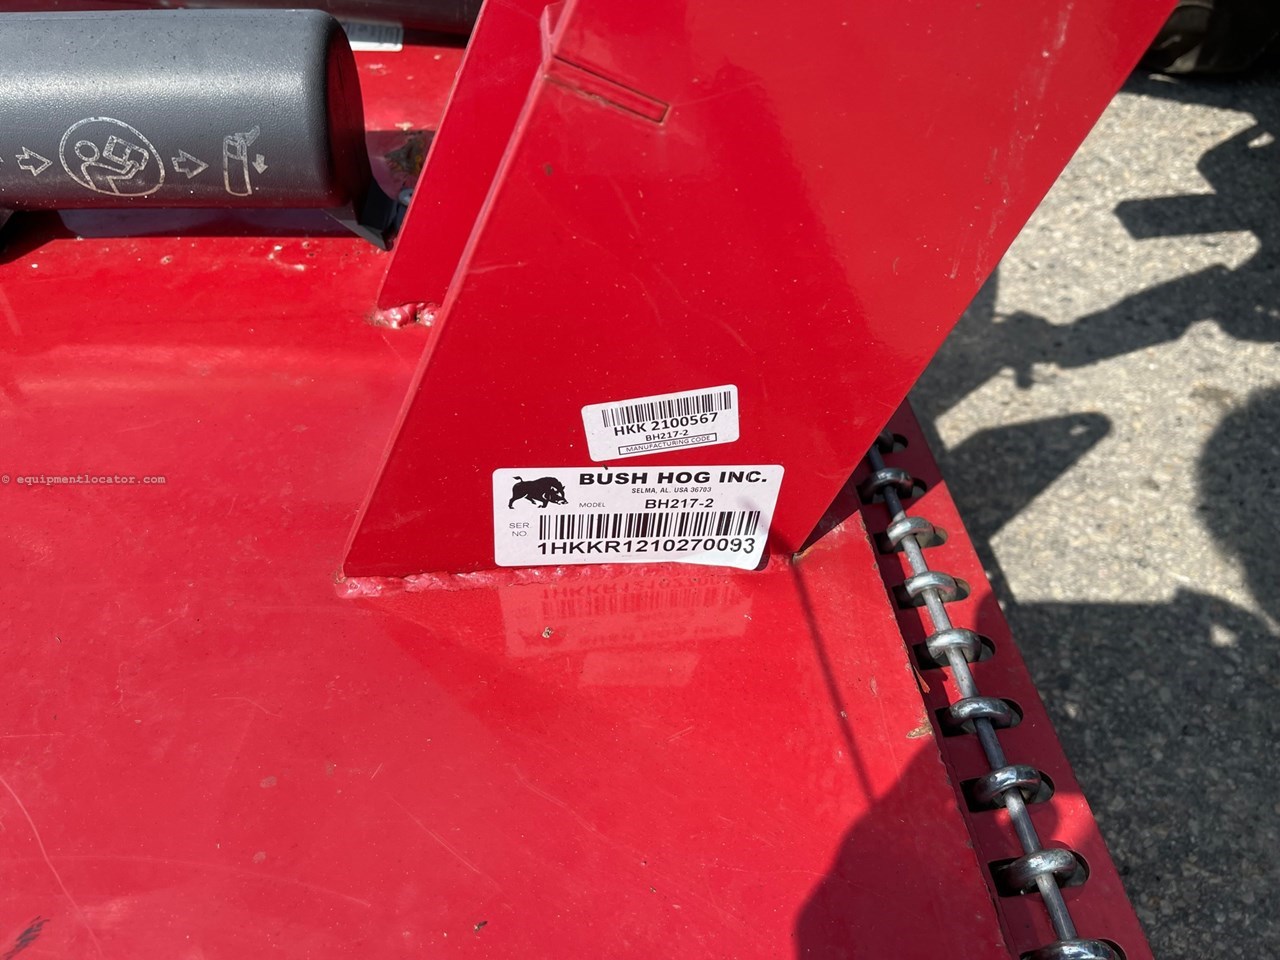 HKK 2100567
BH217-2
MANUFACTURING CODE
BUSH HOG INC.
SELMA, AL. USA 36703
MODEL BH217-2
SER. NO.
1HKKR1210270093
© equipmentlocator.com